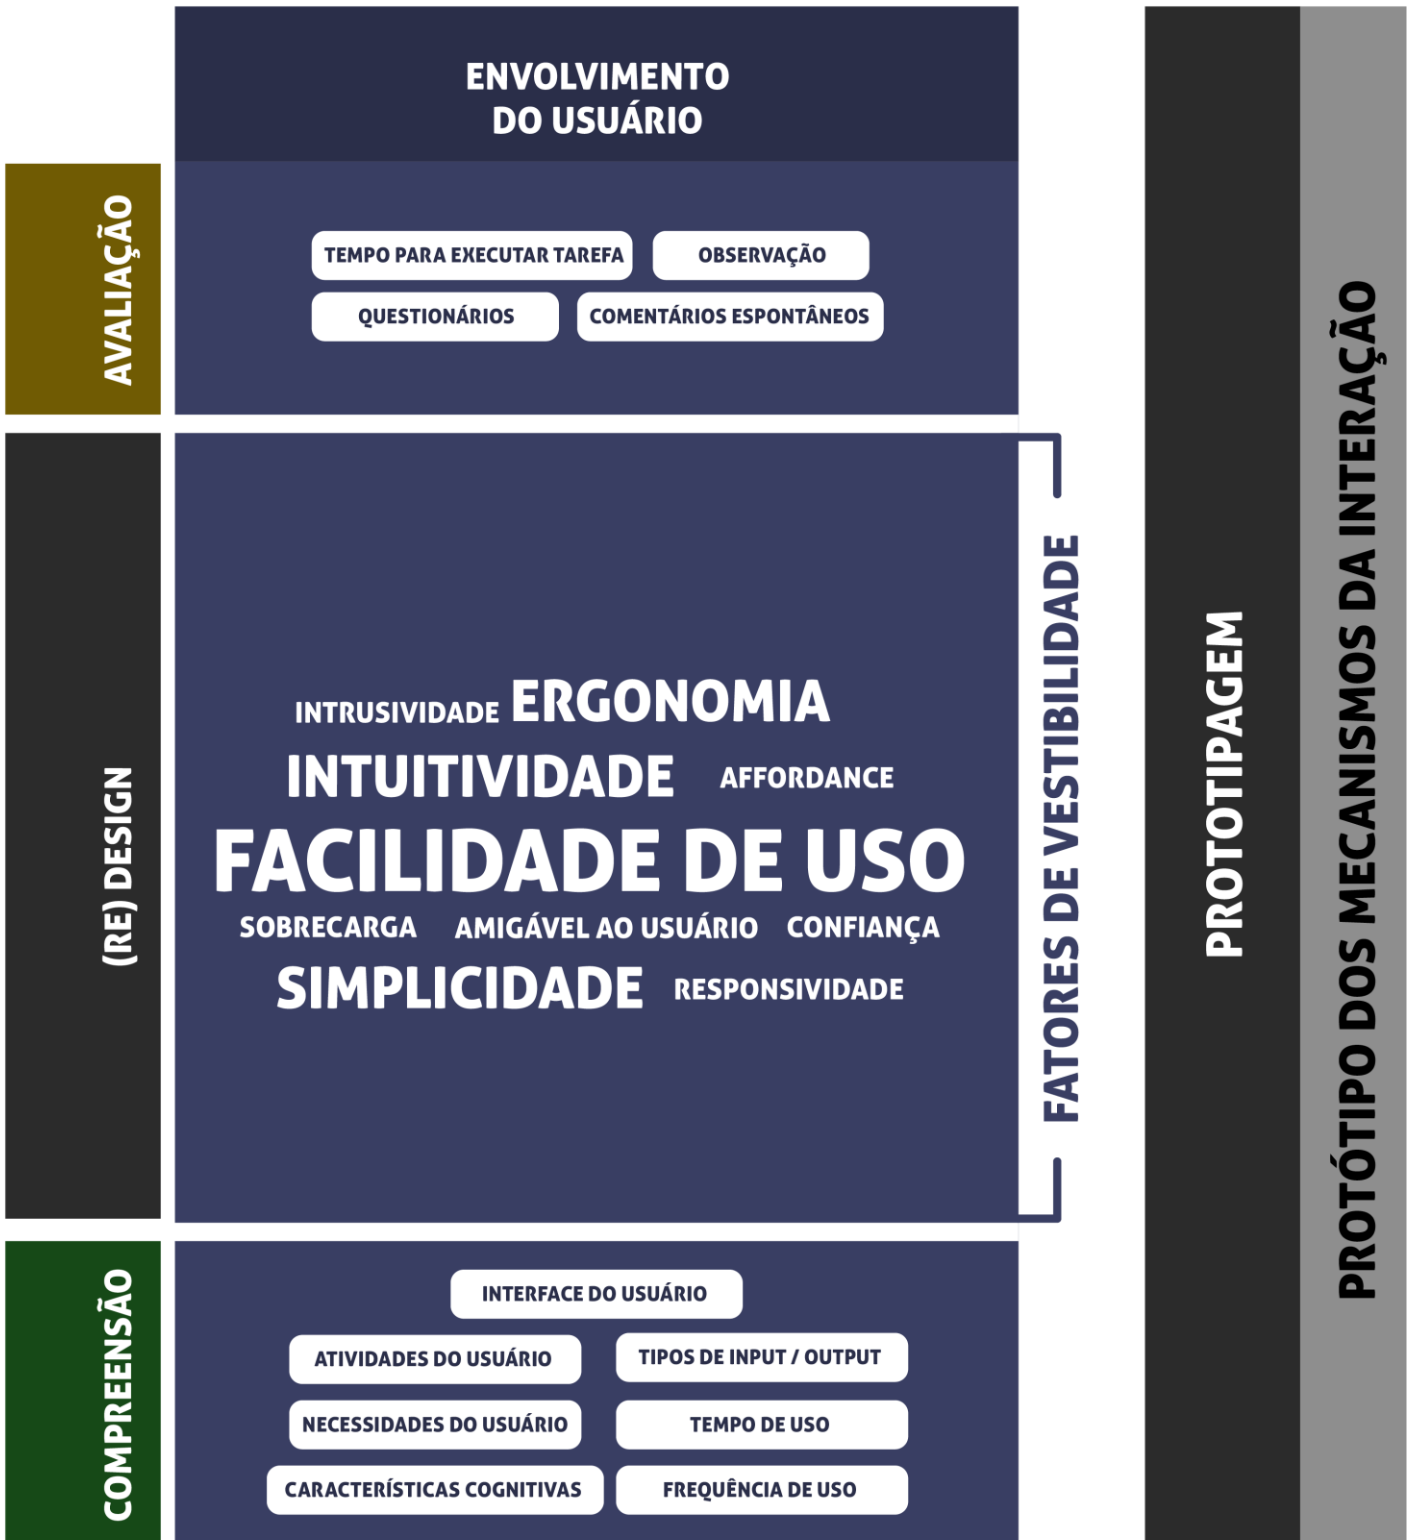 ENVOLVIMENTO
DO USUÁRIO
AVALIAÇÃO
TEMPO PARA EXECUTAR TAREFA
OBSERVAÇÃO
QUESTIONÁRIOS
COMENTÁRIOS ESPONTÂNEOS
(RE) DESIGN
INTRUSIVIDADE
ERGONOMIA
INTUITIVIDADE
AFFORDANCE
FACILIDADE DE USO
SOBRECARGA
AMIGÁVEL AO USUÁRIO
CONFIANÇA
SIMPLICIDADE
RESPONSIVIDADE
FATORES DE VESTIBILIDADE
COMPREENSÃO
INTERFACE DO USUÁRIO
ATIVIDADES DO USUÁRIO
TIPOS DE INPUT / OUTPUT
NECESSIDADES DO USUÁRIO
TEMPO DE USO
CARACTERÍSTICAS COGNITIVAS
FREQUÊNCIA DE USO
PROTOTIPAGEM
PROTÓTIPO DOS MECANISMOS DA INTERAÇÃO